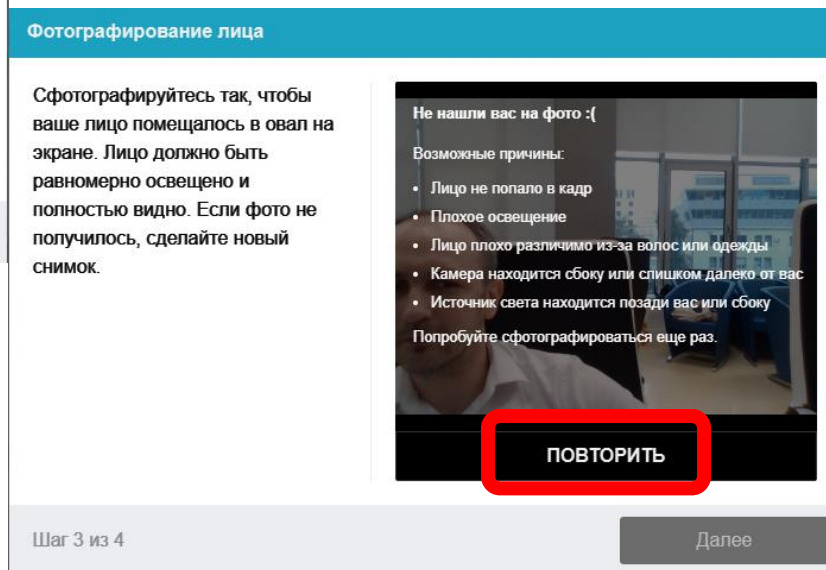 Фотографирование лица
Сфотографируйтесь так, чтобы
ваше лицо помещалось в овал на
экране. Лицо должно быть
равномерно освещено и
полностью видно. Если фото не
получилось, сделайте новый
снимок.
Не нашли вас на фото :(
Возможные причины:
• Лицо не попало в кадр
• Плохое освещение
• Лицо плохо различимо из-за волос или одежды
• Камера находится сбоку или слишком далеко от вас
• Источник света находится позади вас или сбоку
Попробуйте сфотографироваться еще раз.
ПОВТОРИТЬ
Шаг 3 из 4
Далее